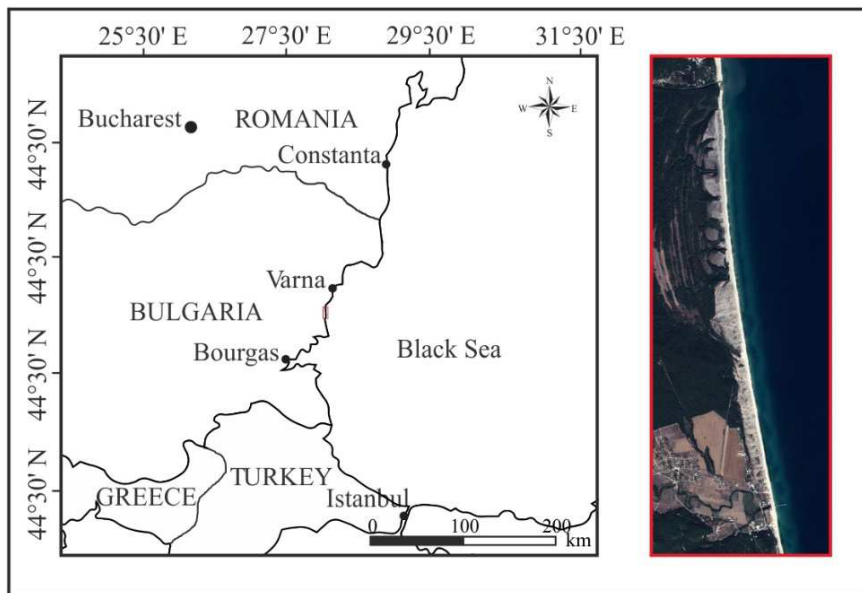 25°30' E 27°30' E 29°30' E 31°30' E
N
W E
S
Bucharest
ROMANIA
44°30' N
Constanta
44°30' N
Varna
BULGARIA
Bourgas
Black Sea
44°30' N
TURKEY
GREECE
44°30' N
Istanbul
0 100 200
km